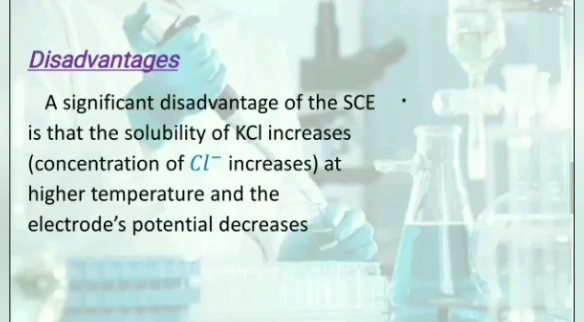 Disadvantages
A significant disadvantage of the SCE
is that the solubility of KCl increases
(concentration of Cl⁻ increases) at
higher temperature and the
electrode’s potential decreases